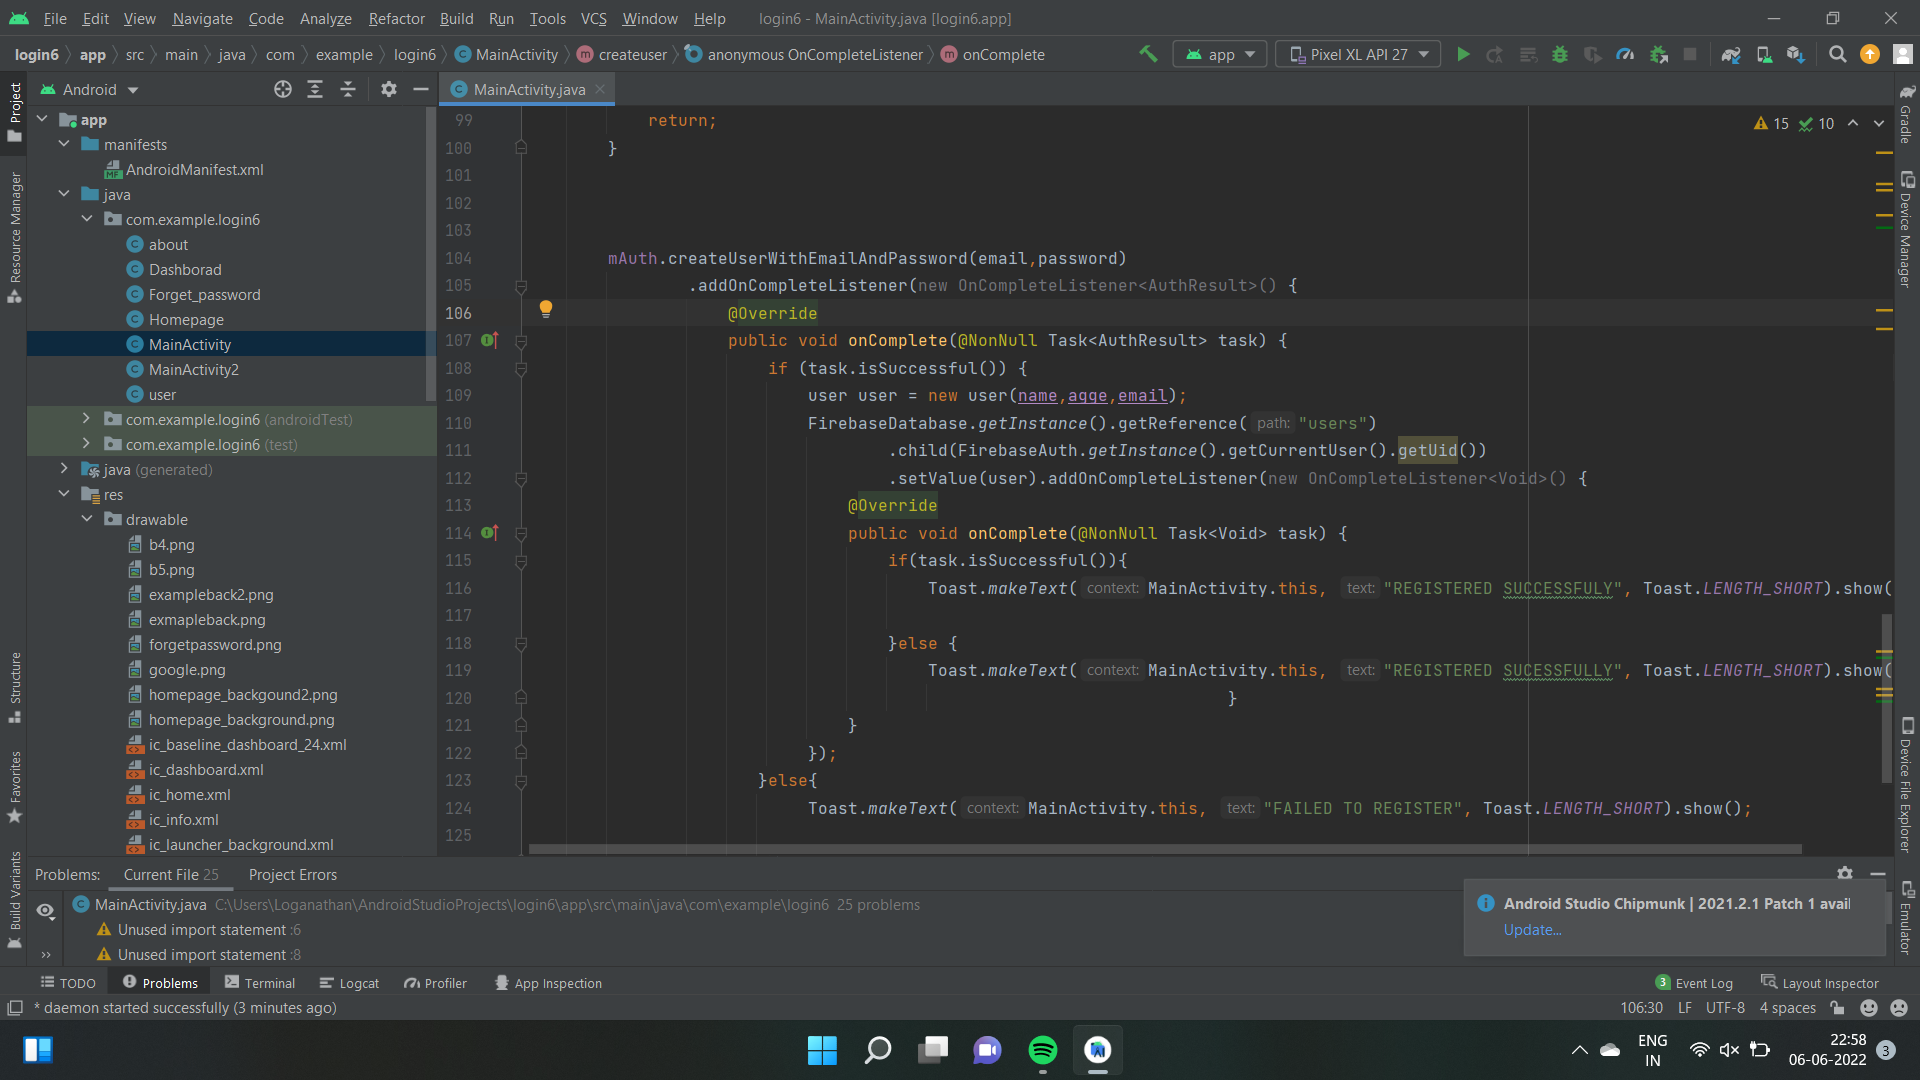 File Edit View Navigate Code Analyze Refactor Build Run Tools VCS Window Help login6 - MainActivity.java [login6.app]
login6 app src main java com example login6 MainActivity createuser anonymous OnCompleteListener onComplete app Pixel XL API 27
Project
Resource Manager
Structure
Favorites
Build Variants
Android
app
manifests
AndroidManifest.xml
java
com.example.login6
about
Dashborad
Forget_password
Homepage
MainActivity
MainActivity2
user
com.example.login6 (androidTest)
com.example.login6 (test)
java (generated)
res
drawable
b4.png
b5.png
exampleback2.png
exmapleback.png
forgetpassword.png
google.png
homepage_backgound2.png
homepage_background.png
ic_baseline_dashboard_24.xml
ic_dashboard.xml
ic_home.xml
ic_info.xml
ic_launcher_background.xml
MainActivity.java
15 10
99 return;
100 }
101
102
103
104 mAuth.createUserWithEmailAndPassword(email,password)
105 .addOnCompleteListener(new OnCompleteListener<AuthResult>() {
106 @Override
107 public void onComplete(@NonNull Task<AuthResult> task) {
108 if (task.isSuccessful()) {
109 user user = new user(name,agge,email);
110 FirebaseDatabase.getInstance().getReference( path: "users")
111 .child(FirebaseAuth.getInstance().getCurrentUser().getUid())
112 .setValue(user).addOnCompleteListener(new OnCompleteListener<Void>() {
113 @Override
114 public void onComplete(@NonNull Task<Void> task) {
115 if(task.isSuccessful()){
116 Toast.makeText( context: MainActivity.this, text: "REGISTERED SUCCESSFULY", Toast.LENGTH_SHORT).show(
117
118 }else {
119 Toast.makeText( context: MainActivity.this, text: "REGISTERED SUCESSFULLY", Toast.LENGTH_SHORT).show(
120 }
121 }
122 });
123 }else{
124 Toast.makeText( context: MainActivity.this, text: "FAILED TO REGISTER", Toast.LENGTH_SHORT).show();
125
Gradle
Device Manager
Device File Explorer
Emulator
Problems: Current File 25 Project Errors
MainActivity.java C:\Users\Loganathan\AndroidStudioProjects\login6\app\src\main\java\com\example\login6 25 problems
Unused import statement :6
Unused import statement :8
Android Studio Chipmunk | 2021.2.1 Patch 1 avail
Update...
TODO Problems Terminal Logcat Profiler App Inspection 3 Event Log Layout Inspector
* daemon started successfully (3 minutes ago) 106:30 LF UTF-8 4 spaces
ENG
IN
22:58
06-06-2022
3